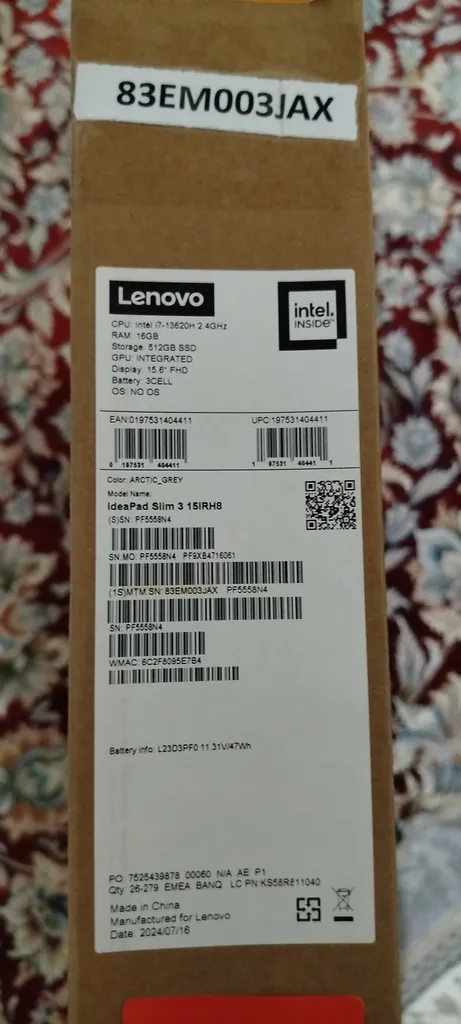 83EM003JAX
Lenovo
intel.
INSIDE™
CPU: Intel i7-13620H 2.4GHz
RAM: 16GB
Storage: 512GB SSD
GPU: INTEGRATED
Display: 15.6" FHD
Battery: 3CELL
OS: NO OS
EAN:0197531404411 UPC:197531404411
0 197531 404411 1 97531 40441 1
Color: ARCTIC_GREY
Model Name:
IdeaPad Slim 3 15IRH8
(S)SN: PF5558N4
SN.MO: PF5558N4 PF9XB4716061
(1S)MTM SN: 83EM003JAX PF5558N4
SN: PF5558N4
WMAC: 6C2F8095E7B4
Battery info: L23D3PF0 11.31V/47Wh
PO: 7525439878 00060 N/A AE P1
Qty: 26-279 EMEA BANQ LC PN:KS58R811040
Made in China
Manufactured for Lenovo
Date: 2024/07/16